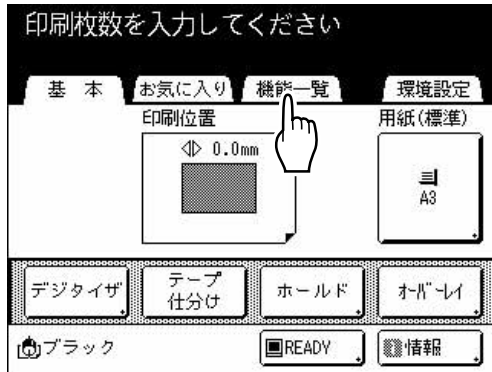 印刷枚数を入力してください
基 本 お気に入り 機能一覧 環境設定
印刷位置 用紙(標準)
0.0mm
A3
デジタイザ テープ ホールド オーバーレイ
仕分け
ブラック READY 情報